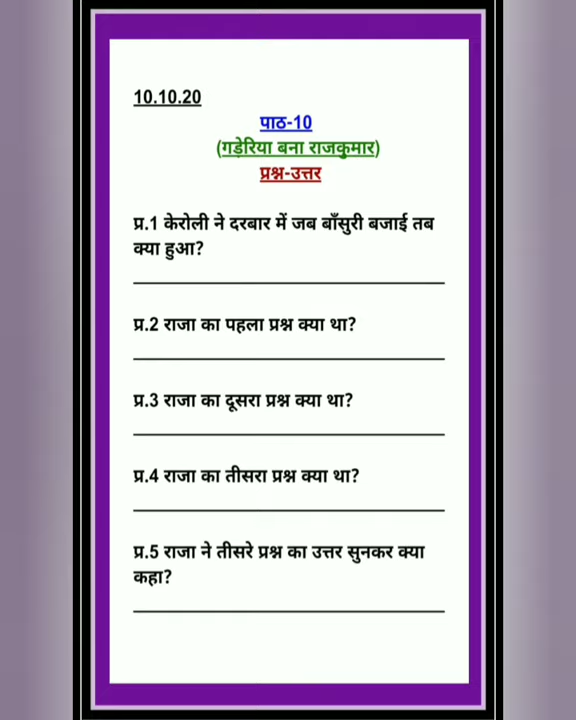 10.10.20
पाठ-10
(गड़ेरिया बना राजकुमार)
प्रश्न-उत्तर
प्र.1 केरोली ने दरबार में जब बाँसुरी बजाई तब
क्या हुआ?
प्र.2 राजा का पहला प्रश्न क्या था?
प्र.3 राजा का दूसरा प्रश्न क्या था?
प्र.4 राजा का तीसरा प्रश्न क्या था?
प्र.5 राजा ने तीसरे प्रश्न का उत्तर सुनकर क्या
कहा?